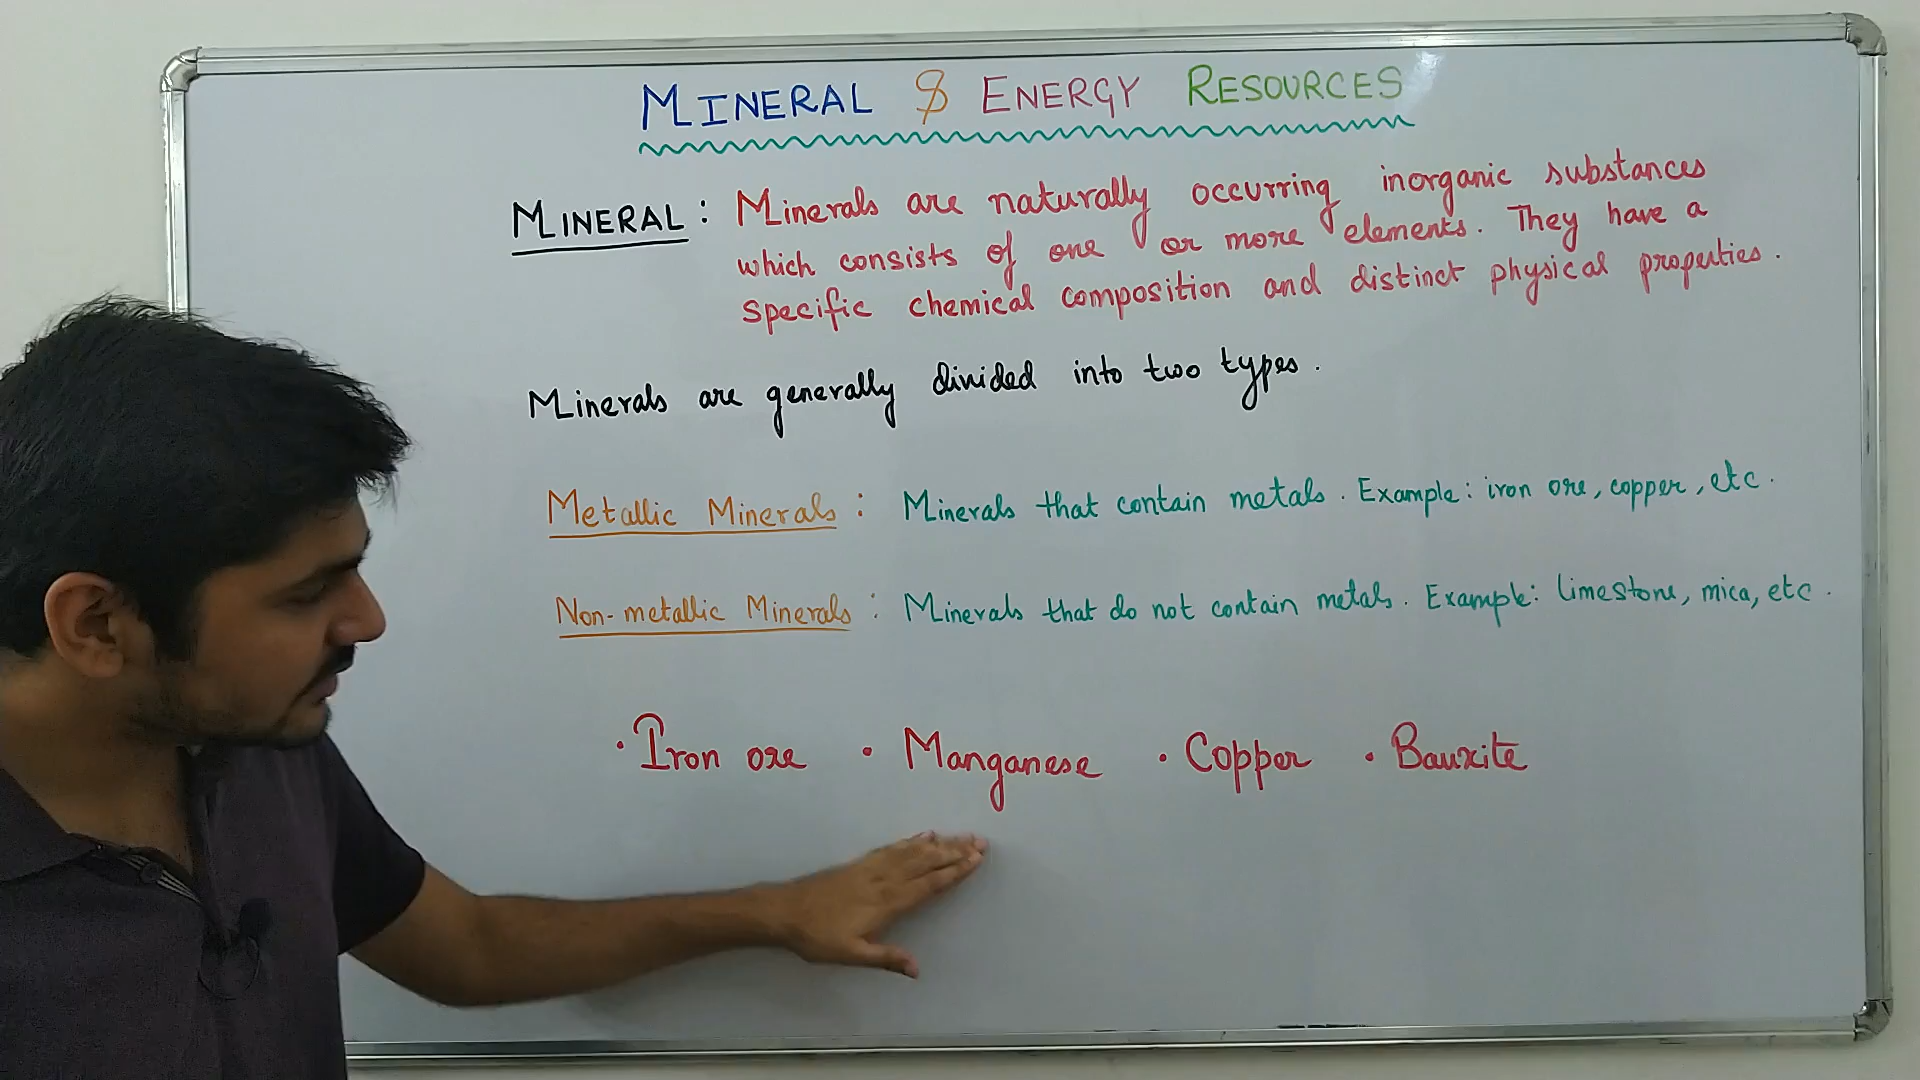 MINERAL & ENERGY RESOURCES
MINERAL : Minerals are naturally occurring inorganic substances
which consists of one or more elements. They have a
specific chemical composition and distinct physical properties.
Minerals are generally divided into two types.
Metallic Minerals : Minerals that contain metals. Example: iron ore, copper, etc.
Non-metallic Minerals : Minerals that do not contain metals. Example: limestone, mica, etc.
· Iron ore · Manganese · Copper · Bauxite